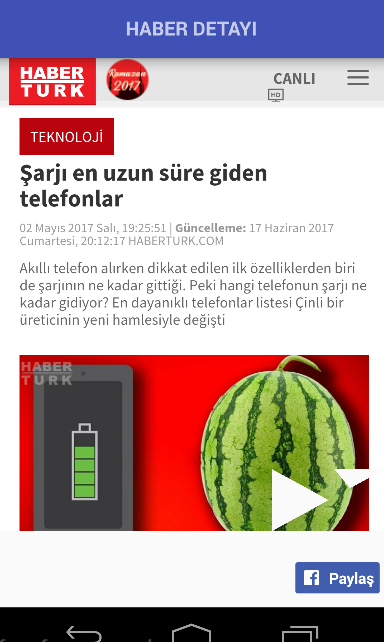 HABER DETAYI
HABER
TURK
Ramazan
2017
CANLI
HD
TEKNOLOJİ
Şarjı en uzun süre giden
telefonlar
02 Mayıs 2017 Salı, 19:25:51 | Güncelleme: 17 Haziran 2017
Cumartesi, 20:12:17 HABERTURK.COM
Akıllı telefon alırken dikkat edilen ilk özelliklerden biri
de şarjının ne kadar gittiği. Peki hangi telefonun şarjı ne
kadar gidiyor? En dayanıklı telefonlar listesi Çinli bir
üreticinin yeni hamlesiyle değişti
HABER
TURK
Paylaş